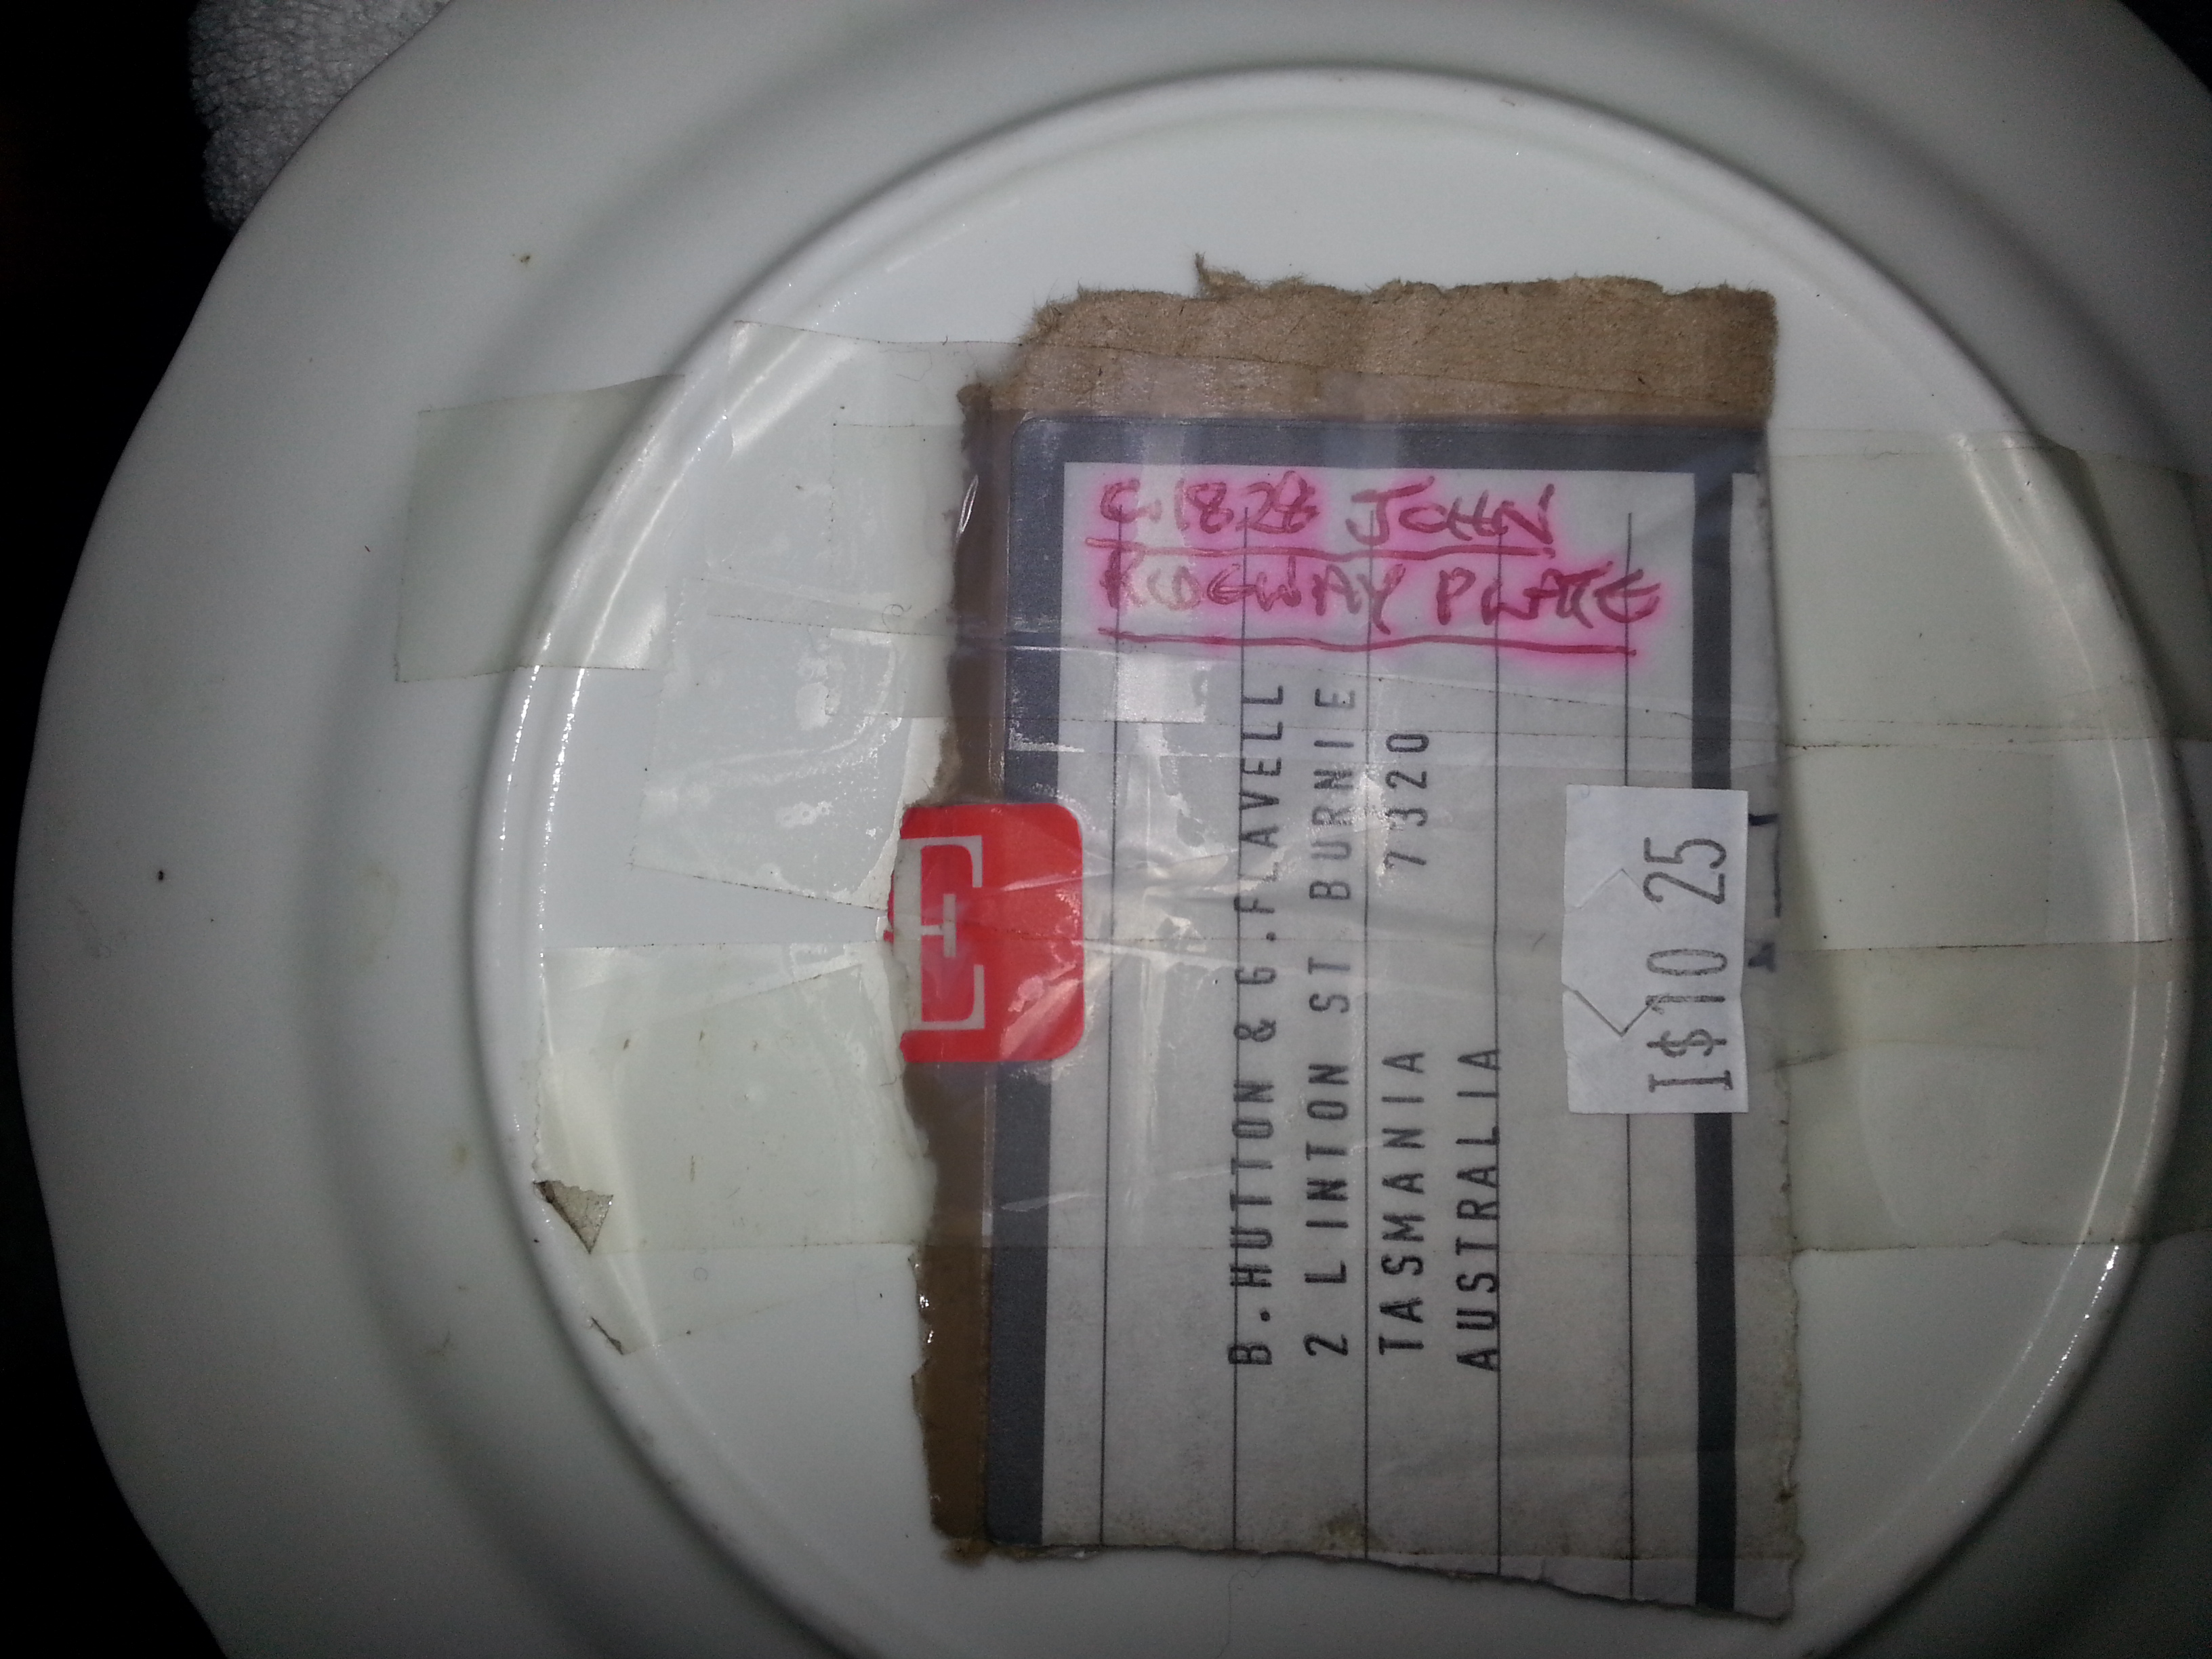 C.1828 JOHN
RIDGWAY PLATE
B.HUTTON & G.FLAVELL
2 LINTON ST BURNIE
TASMANIA 7320
AUSTRALIA
E
I$10 25